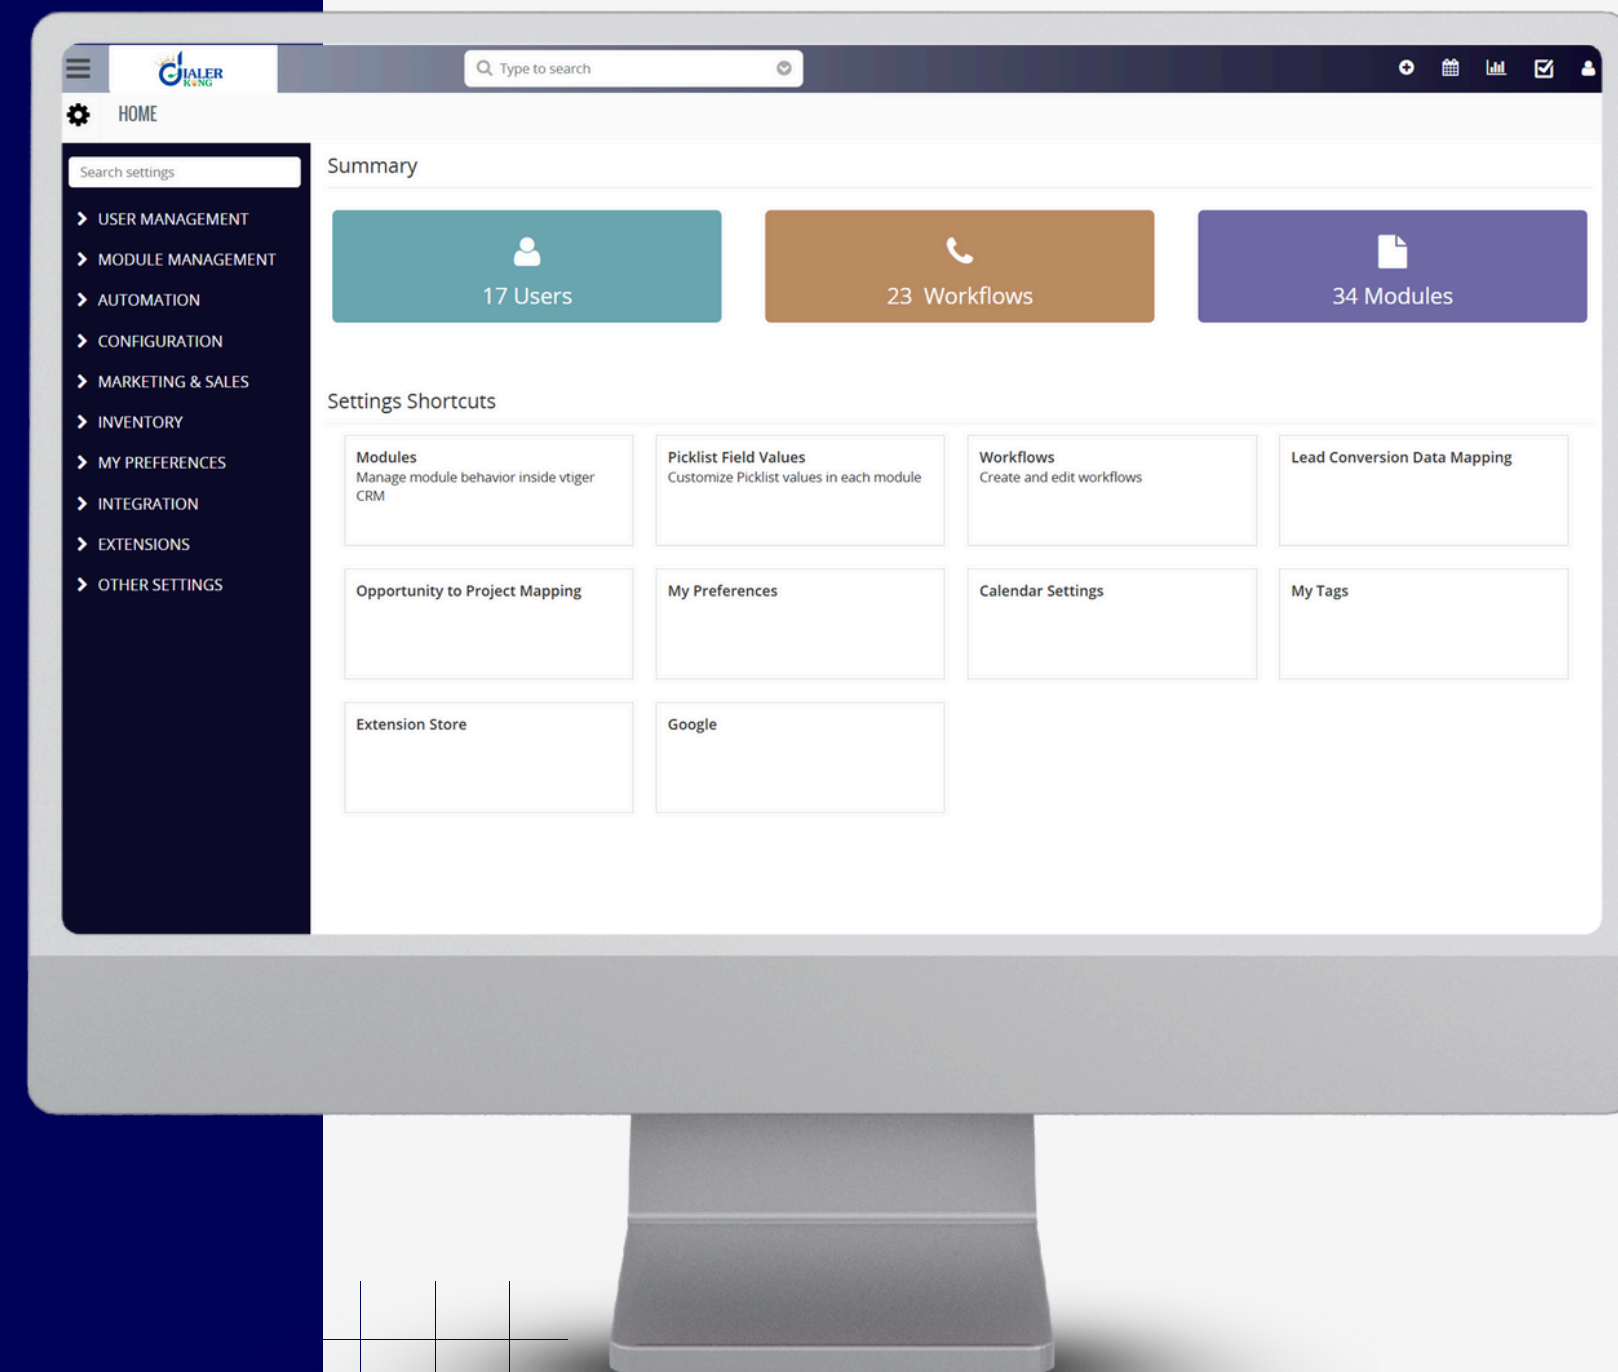 DIALER
KING
Type to search
HOME
Search settings
USER MANAGEMENT
MODULE MANAGEMENT
AUTOMATION
CONFIGURATION
MARKETING & SALES
INVENTORY
MY PREFERENCES
INTEGRATION
EXTENSIONS
OTHER SETTINGS
Summary
17 Users
23 Workflows
34 Modules
Settings Shortcuts
Modules
Manage module behavior inside vtiger
CRM
Picklist Field Values
Customize Picklist values in each module
Workflows
Create and edit workflows
Lead Conversion Data Mapping
Opportunity to Project Mapping
My Preferences
Calendar Settings
My Tags
Extension Store
Google